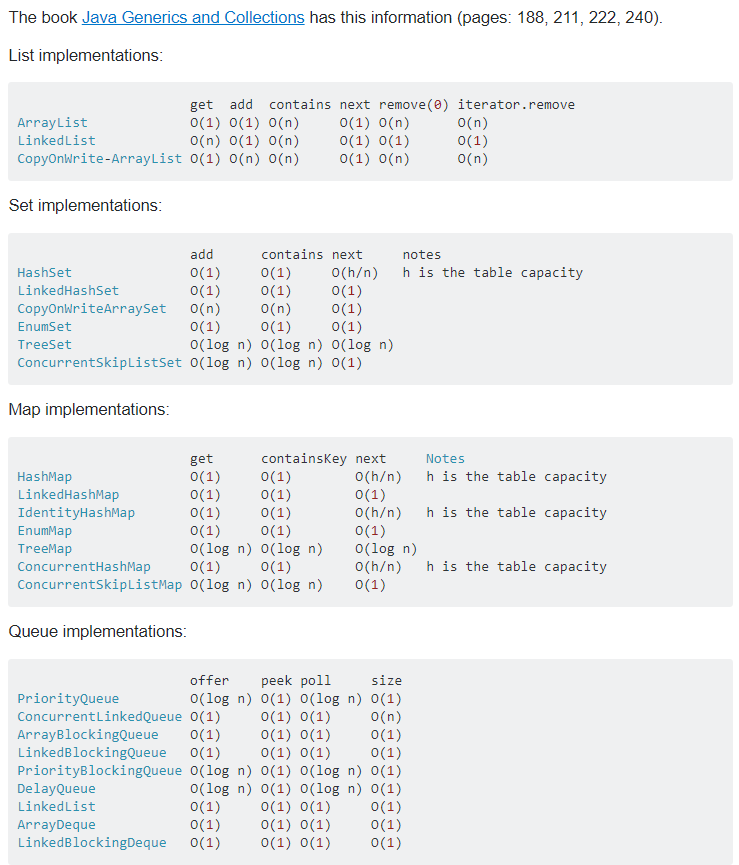 The book Java Generics and Collections has this information (pages: 188, 211, 222, 240).
List implementations:
get add contains next remove(0) iterator.remove
ArrayList O(1) O(1) O(n) O(1) O(n) O(n)
LinkedList O(n) O(1) O(n) O(1) O(1) O(1)
CopyOnWrite-ArrayList O(1) O(n) O(n) O(1) O(n) O(n)
Set implementations:
add contains next notes
HashSet O(1) O(1) O(h/n) h is the table capacity
LinkedHashSet O(1) O(1) O(1)
CopyOnWriteArraySet O(n) O(n) O(1)
EnumSet O(1) O(1) O(1)
TreeSet O(log n) O(log n) O(log n)
ConcurrentSkipListSet O(log n) O(log n) O(1)
Map implementations:
get containsKey next Notes
HashMap O(1) O(1) O(h/n) h is the table capacity
LinkedHashMap O(1) O(1) O(1)
IdentityHashMap O(1) O(1) O(h/n) h is the table capacity
EnumMap O(1) O(1) O(1)
TreeMap O(log n) O(log n) O(log n)
ConcurrentHashMap O(1) O(1) O(h/n) h is the table capacity
ConcurrentSkipListMap O(log n) O(log n) O(1)
Queue implementations:
offer peek poll size
PriorityQueue O(log n) O(1) O(log n) O(1)
ConcurrentLinkedQueue O(1) O(1) O(1) O(n)
ArrayBlockingQueue O(1) O(1) O(1) O(1)
LinkedBlockingQueue O(1) O(1) O(1) O(1)
PriorityBlockingQueue O(log n) O(1) O(log n) O(1)
DelayQueue O(log n) O(1) O(log n) O(1)
LinkedList O(1) O(1) O(1) O(1)
ArrayDeque O(1) O(1) O(1) O(1)
LinkedBlockingDeque O(1) O(1) O(1) O(1)